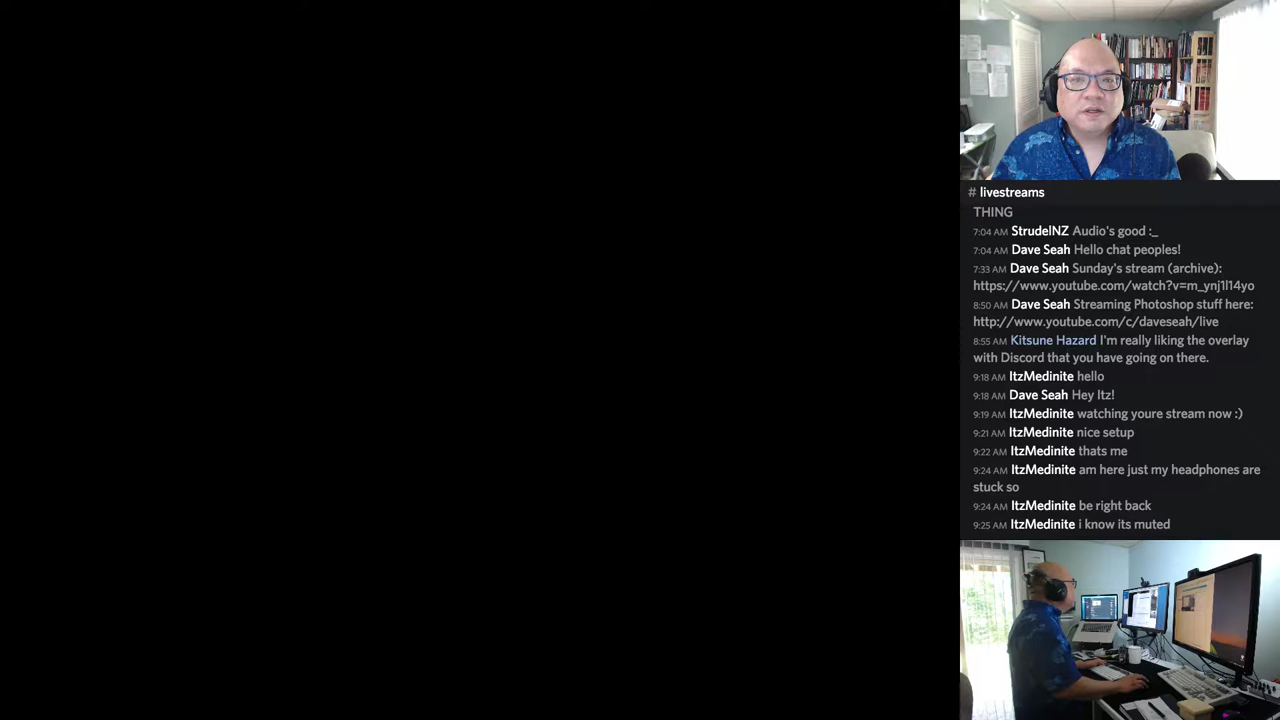 # livestreams
THING
7:04 AM StrudelNZ Audio's good :_
7:04 AM Dave Seah Hello chat peoples!
7:33 AM Dave Seah Sunday's stream (archive):
https://www.youtube.com/watch?v=m_ynj1l14yo
8:50 AM Dave Seah Streaming Photoshop stuff here:
http://www.youtube.com/c/daveseah/live
8:55 AM Kitsune Hazard I'm really liking the overlay
with Discord that you have going on there.
9:18 AM ItzMedinite hello
9:18 AM Dave Seah Hey Itz!
9:19 AM ItzMedinite watching youre stream now :)
9:21 AM ItzMedinite nice setup
9:22 AM ItzMedinite thats me
9:24 AM ItzMedinite am here just my headphones are
stuck so
9:24 AM ItzMedinite be right back
9:25 AM ItzMedinite i know its muted